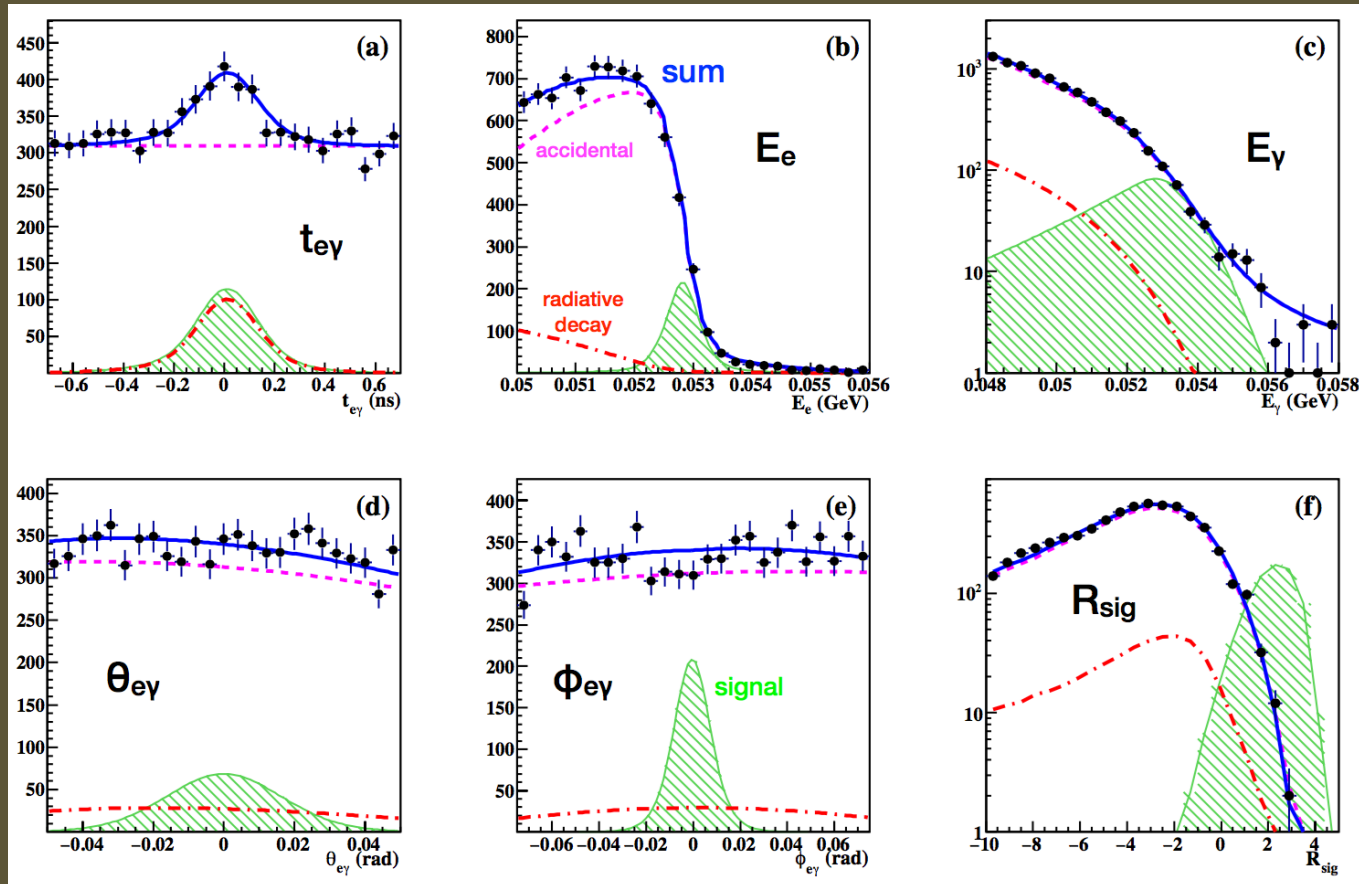 (a)
450
400
350
300
250
200
150
100
50
t_eγ
−0.6 −0.4 −0.2 0 0.2 0.4 0.6
t_eγ (ns)
(b)
800
700
600
500
400
300
200
100
sum
accidental
E_e
radiative
decay
0.05 0.051 0.052 0.053 0.054 0.055 0.056
E_e (GeV)
(c)
10³
10²
10
1
E_γ
0.048 0.05 0.052 0.054 0.056 0.058
E_γ (GeV)
(d)
400
350
300
250
200
150
100
50
θ_eγ
−0.04 −0.02 0 0.02 0.04
θ_eγ (rad)
(e)
400
350
300
250
200
150
100
50
ϕ_eγ
signal
−0.06 −0.04 −0.02 0 0.02 0.04 0.06
ϕ_eγ (rad)
(f)
10²
10
1
R_sig
−10 −8 −6 −4 −2 0 2 4
R_sig